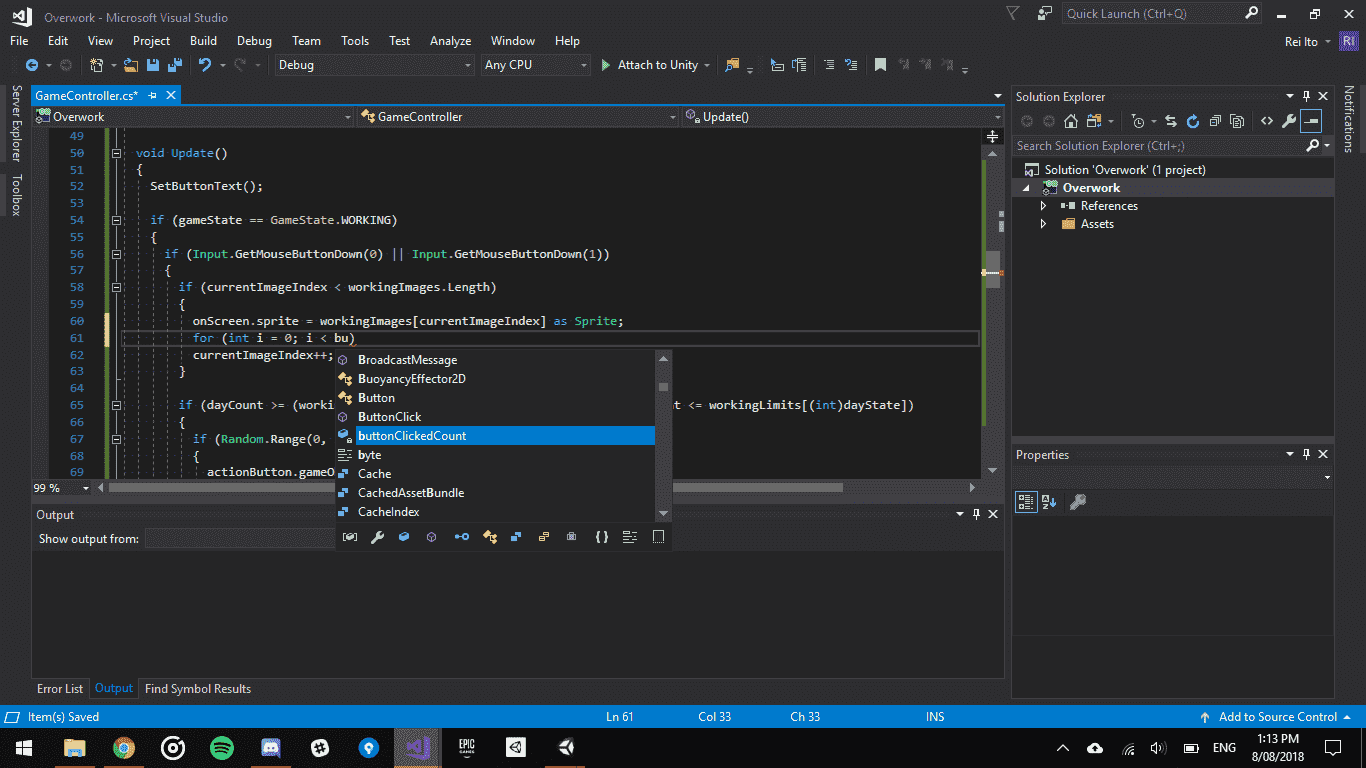 Overwork - Microsoft Visual Studio
Quick Launch (Ctrl+Q)
File Edit View Project Build Debug Team Tools Test Analyze Window Help
Rei Ito RI
Debug Any CPU Attach to Unity
Server Explorer
Toolbox
GameController.cs*
Overwork GameController Update()
49
50 void Update()
51 {
52 SetButtonText();
53
54 if (gameState == GameState.WORKING)
55 {
56 if (Input.GetMouseButtonDown(0) || Input.GetMouseButtonDown(1))
57 {
58 if (currentImageIndex < workingImages.Length)
59 {
60 onScreen.sprite = workingImages[currentImageIndex] as Sprite;
61 for (int i = 0; i < bu)
62 currentImageIndex++;
63 }
64
65 if (dayCount >= (worki nt <= workingLimits[(int)dayState])
66 {
67 if (Random.Range(0,
68 {
69 actionButton.gameO
BroadcastMessage
BuoyancyEffector2D
Button
ButtonClick
buttonClickedCount
byte
Cache
CachedAssetBundle
CacheIndex
99 %
Output
Show output from:
Error List Output Find Symbol Results
Solution Explorer
Search Solution Explorer (Ctrl+;)
Solution 'Overwork' (1 project)
Overwork
References
Assets
Properties
Notifications
Item(s) Saved Ln 61 Col 33 Ch 33 INS Add to Source Control
EPIC GAMES
ENG
1:13 PM
8/08/2018